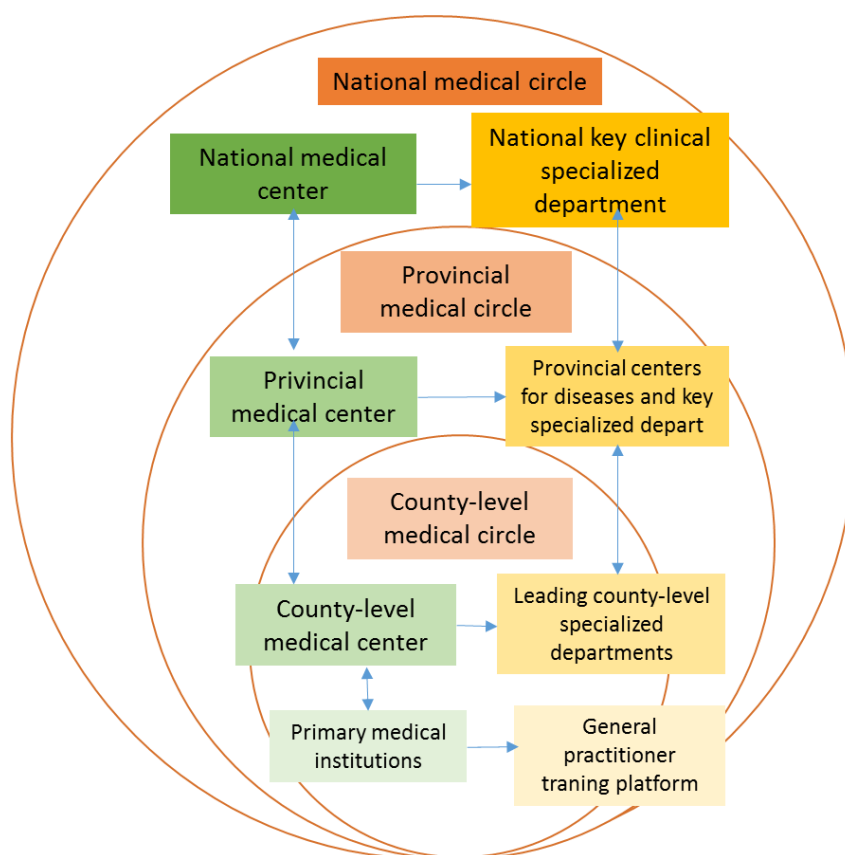 National medical circle
National medical
center
National key clinical
specialized
department
Provincial
medical circle
Privincial
medical center
Provincial centers
for diseases and key
specialized depart
County-level
medical circle
County-level
medical center
Leading county-level
specialized
departments
Primary medical
institutions
General
practitioner
traning platform